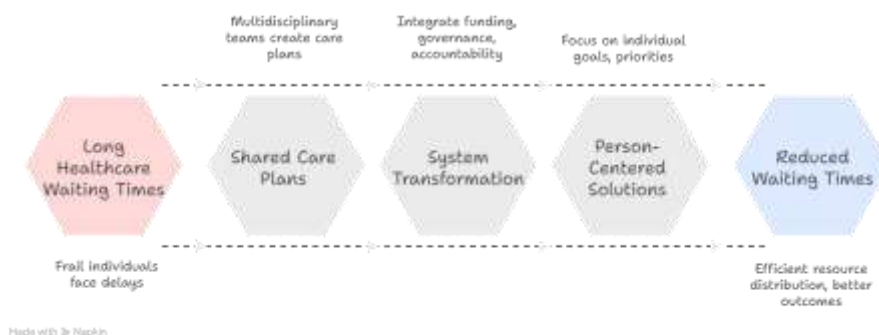 Multidisciplinary
teams create care
plans
Integrate funding,
governance,
accountability
Focus on individual
goals, priorities
Long
Healthcare
Waiting Times
Shared Care
Plans
System
Transformation
Person-
Centered
Solutions
Reduced
Waiting Times
Frail individuals
face delays
Efficient resource
distribution, better
outcomes
Made with Napkin